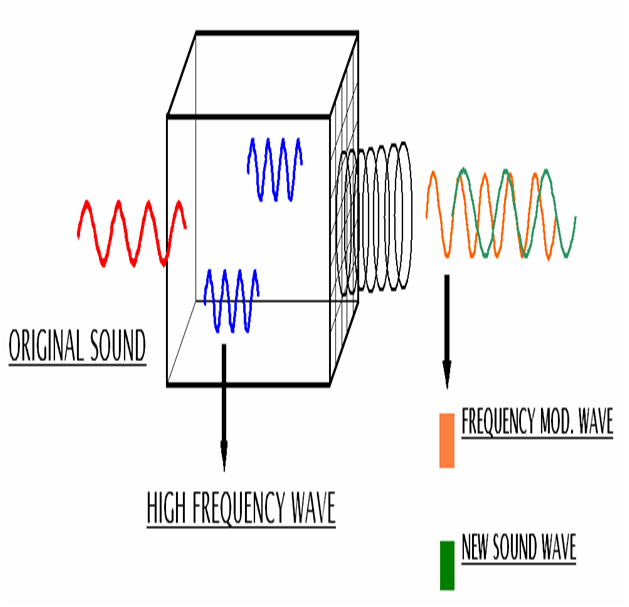 ORIGINAL SOUND
HIGH FREQUENCY WAVE
FREQUENCY MOD. WAVE
NEW SOUND WAVE